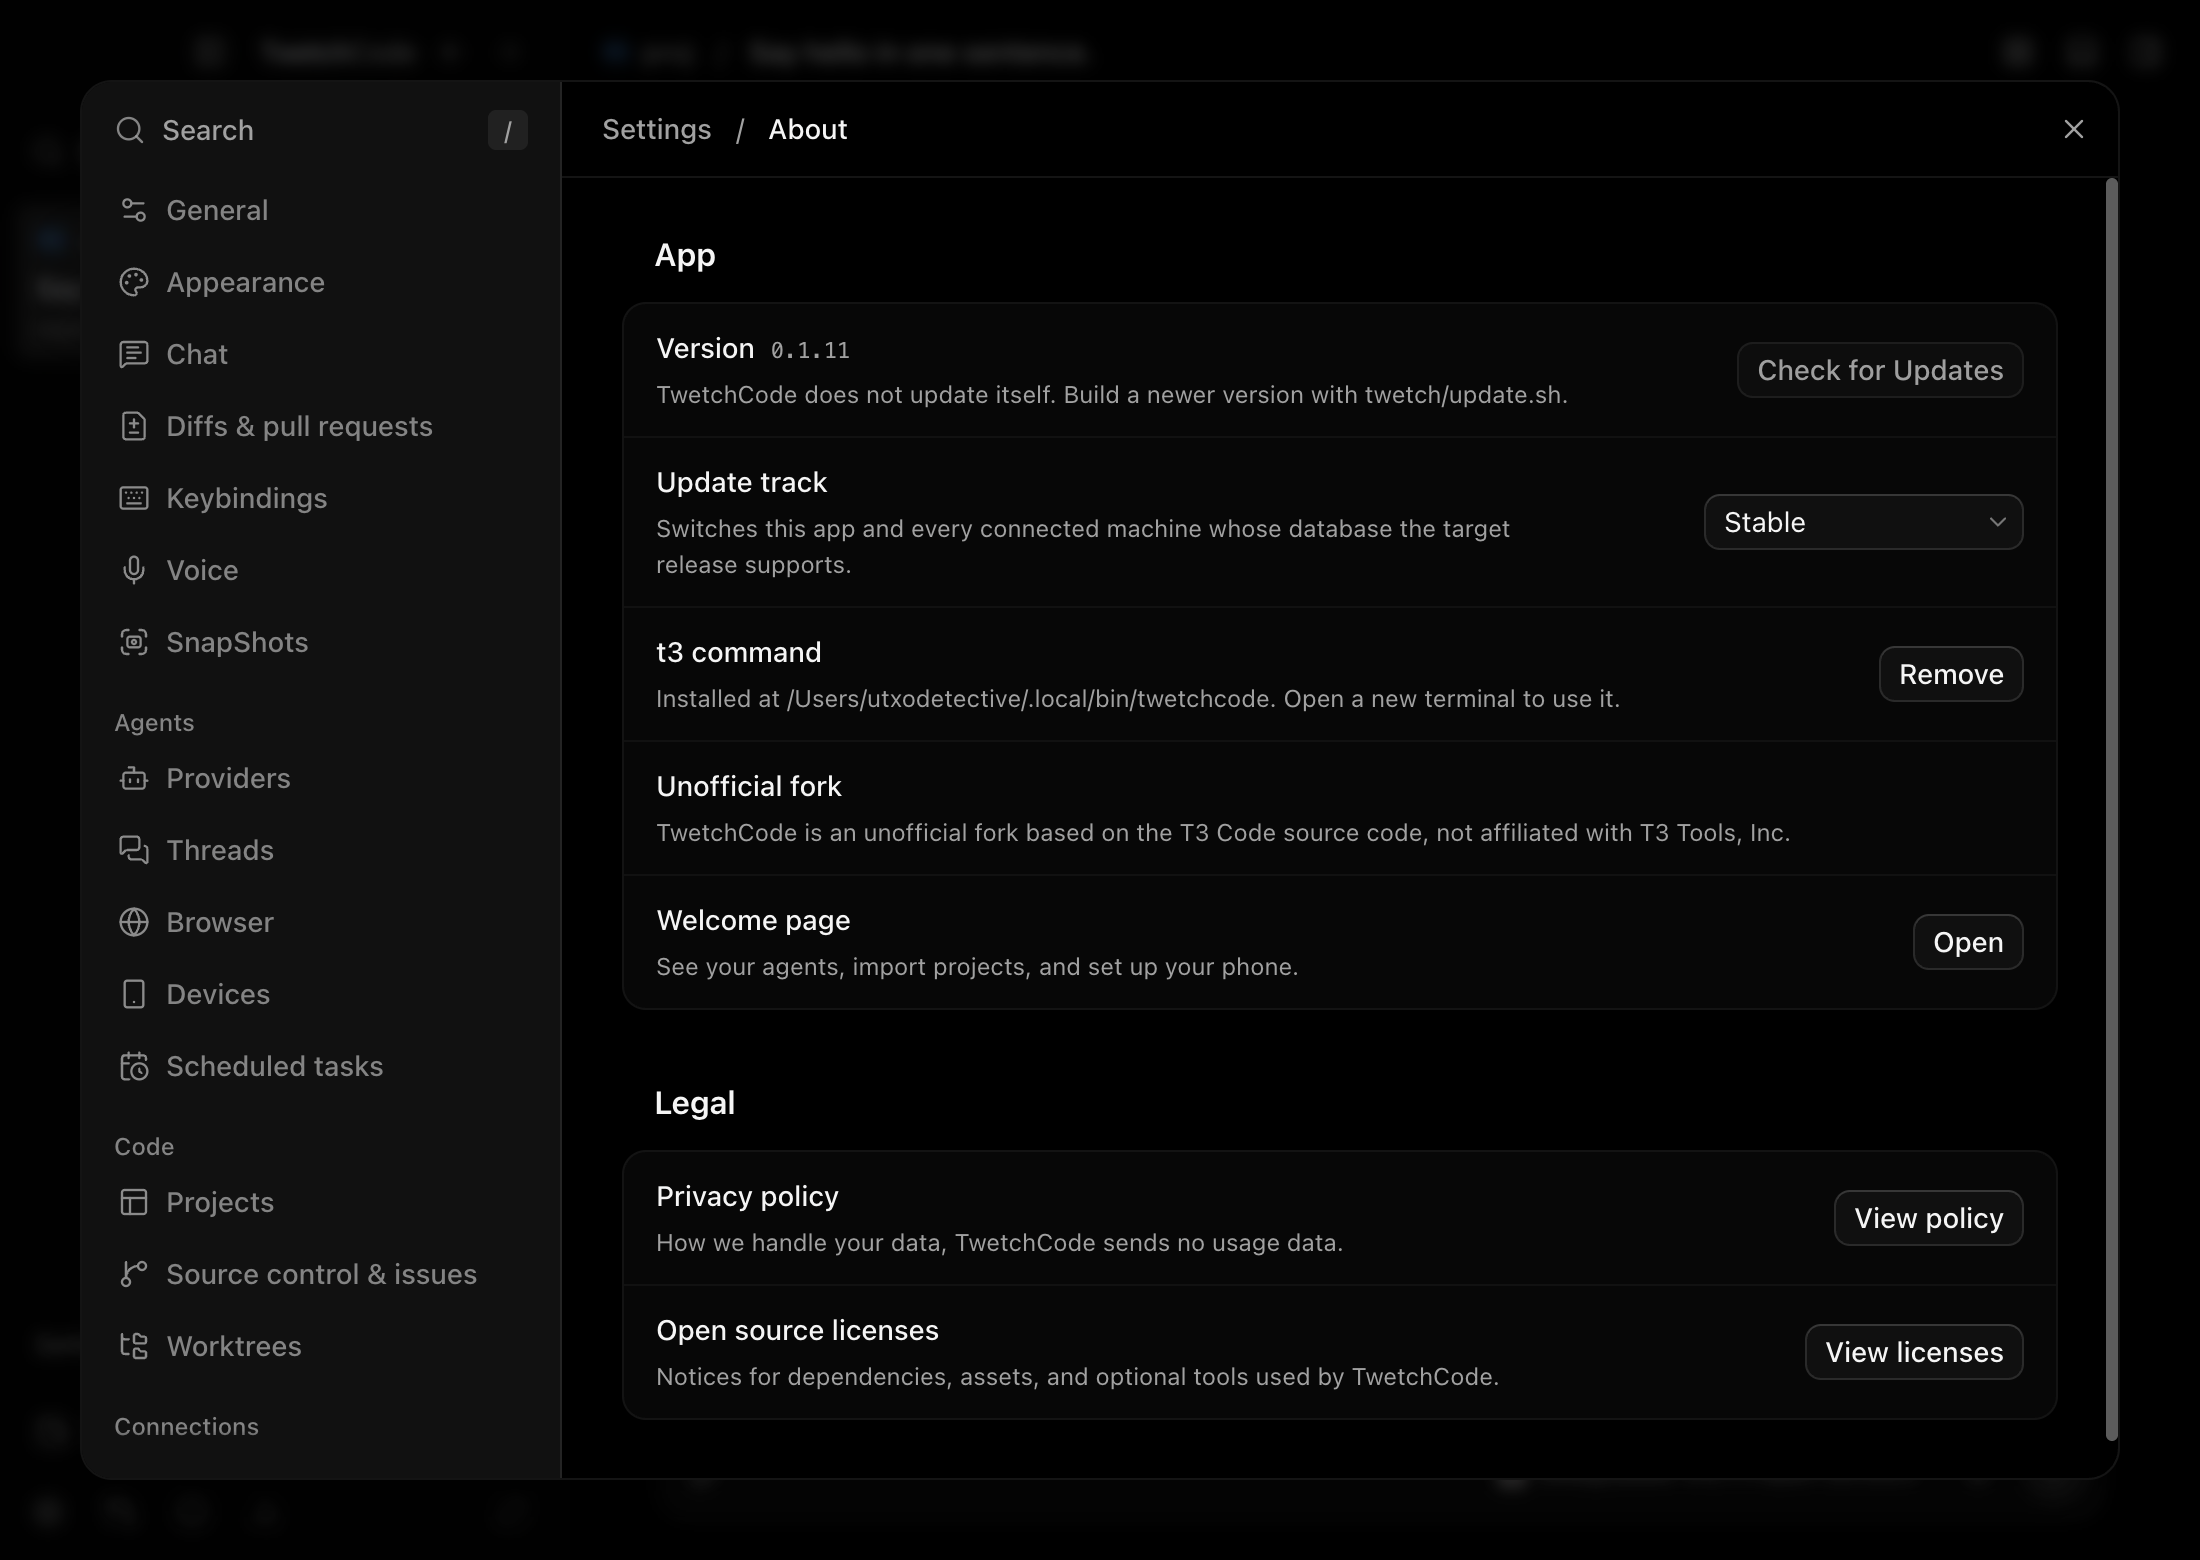 Search /
General
Appearance
Chat
Diffs & pull requests
Keybindings
Voice
SnapShots
Agents
Providers
Threads
Browser
Devices
Scheduled tasks
Code
Projects
Source control & issues
Worktrees
Connections
Settings / About
App
Version 0.1.11
TwetchCode does not update itself. Build a newer version with twetch/update.sh.
Check for Updates
Update track
Switches this app and every connected machine whose database the target
release supports.
Stable
t3 command
Installed at /Users/utxodetective/.local/bin/twetchcode. Open a new terminal to use it.
Remove
Unofficial fork
TwetchCode is an unofficial fork based on the T3 Code source code, not affiliated with T3 Tools, Inc.
Welcome page
See your agents, import projects, and set up your phone.
Open
Legal
Privacy policy
How we handle your data, TwetchCode sends no usage data.
View policy
Open source licenses
Notices for dependencies, assets, and optional tools used by TwetchCode.
View licenses